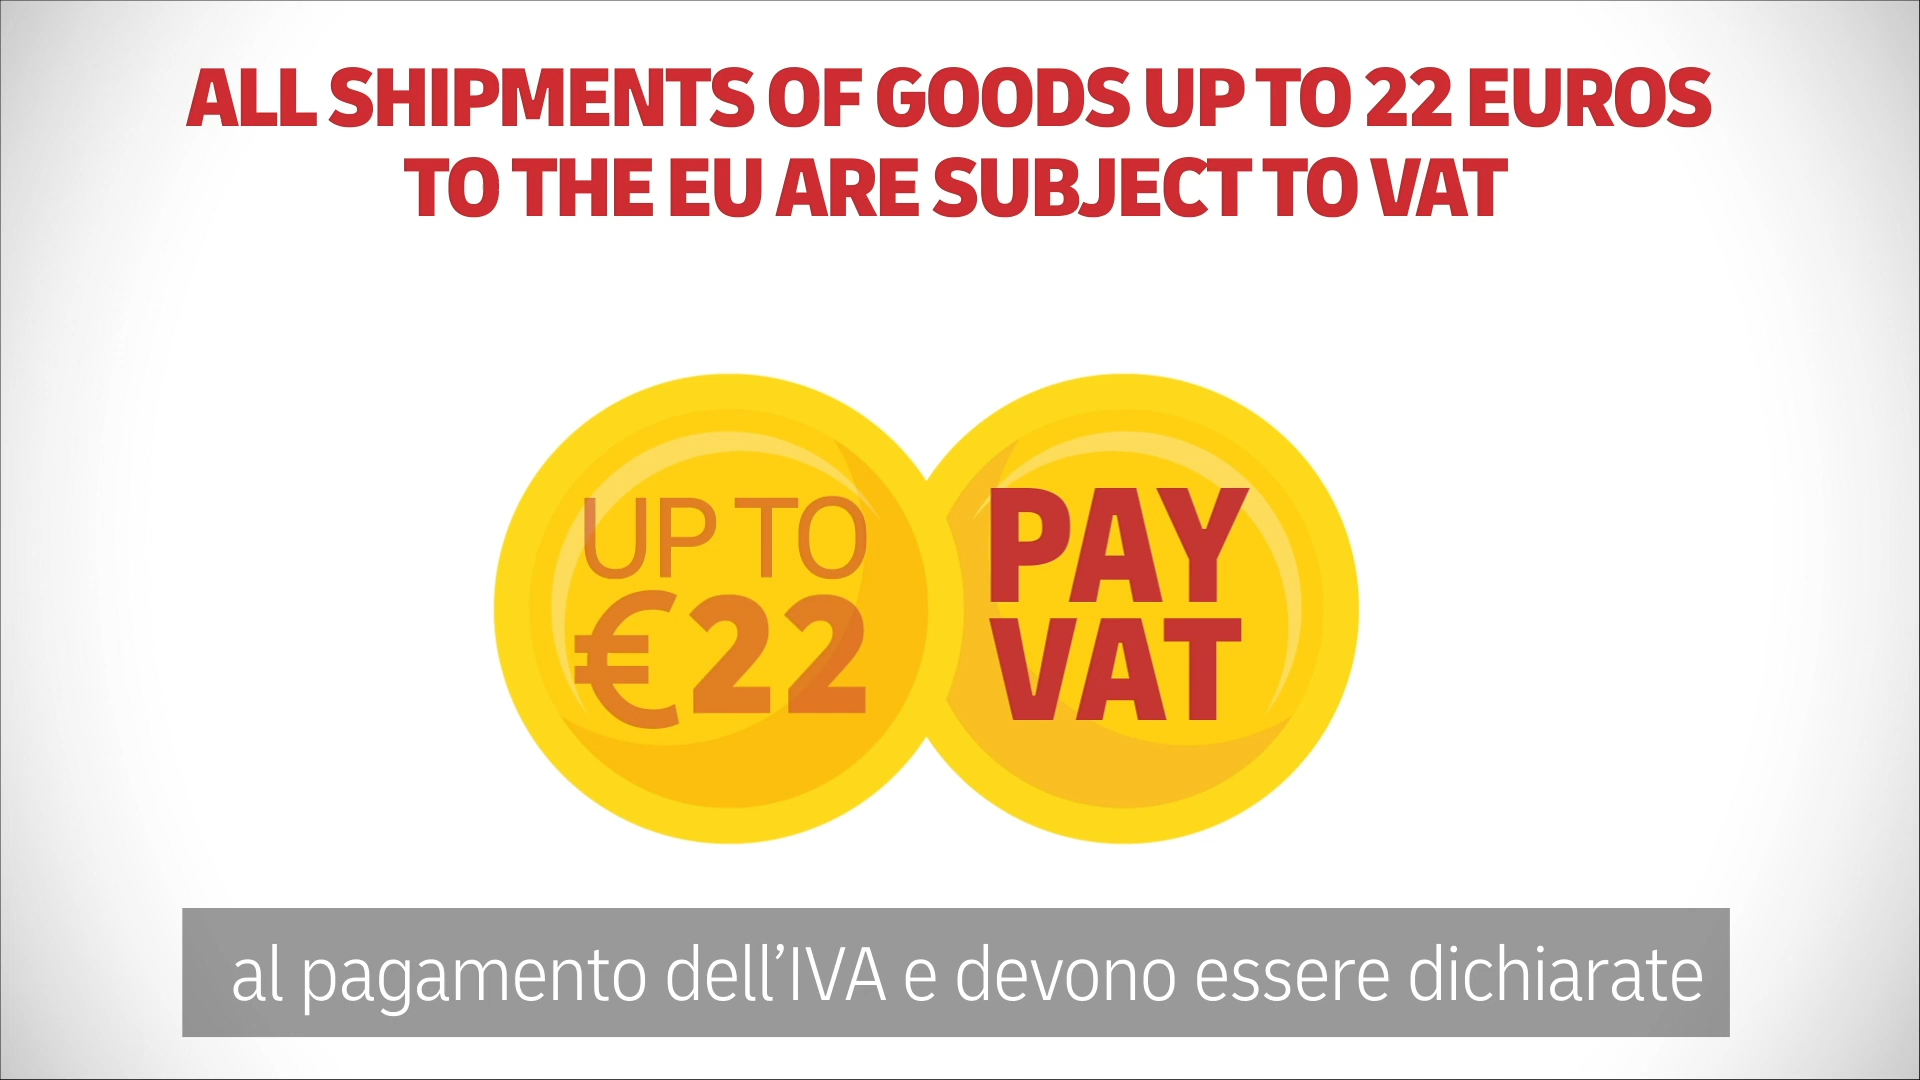 ALL SHIPMENTS OF GOODS UP TO 22 EUROS
TO THE EU ARE SUBJECT TO VAT
UP TO
€22
PAY
VAT
al pagamento dell’IVA e devono essere dichiarate